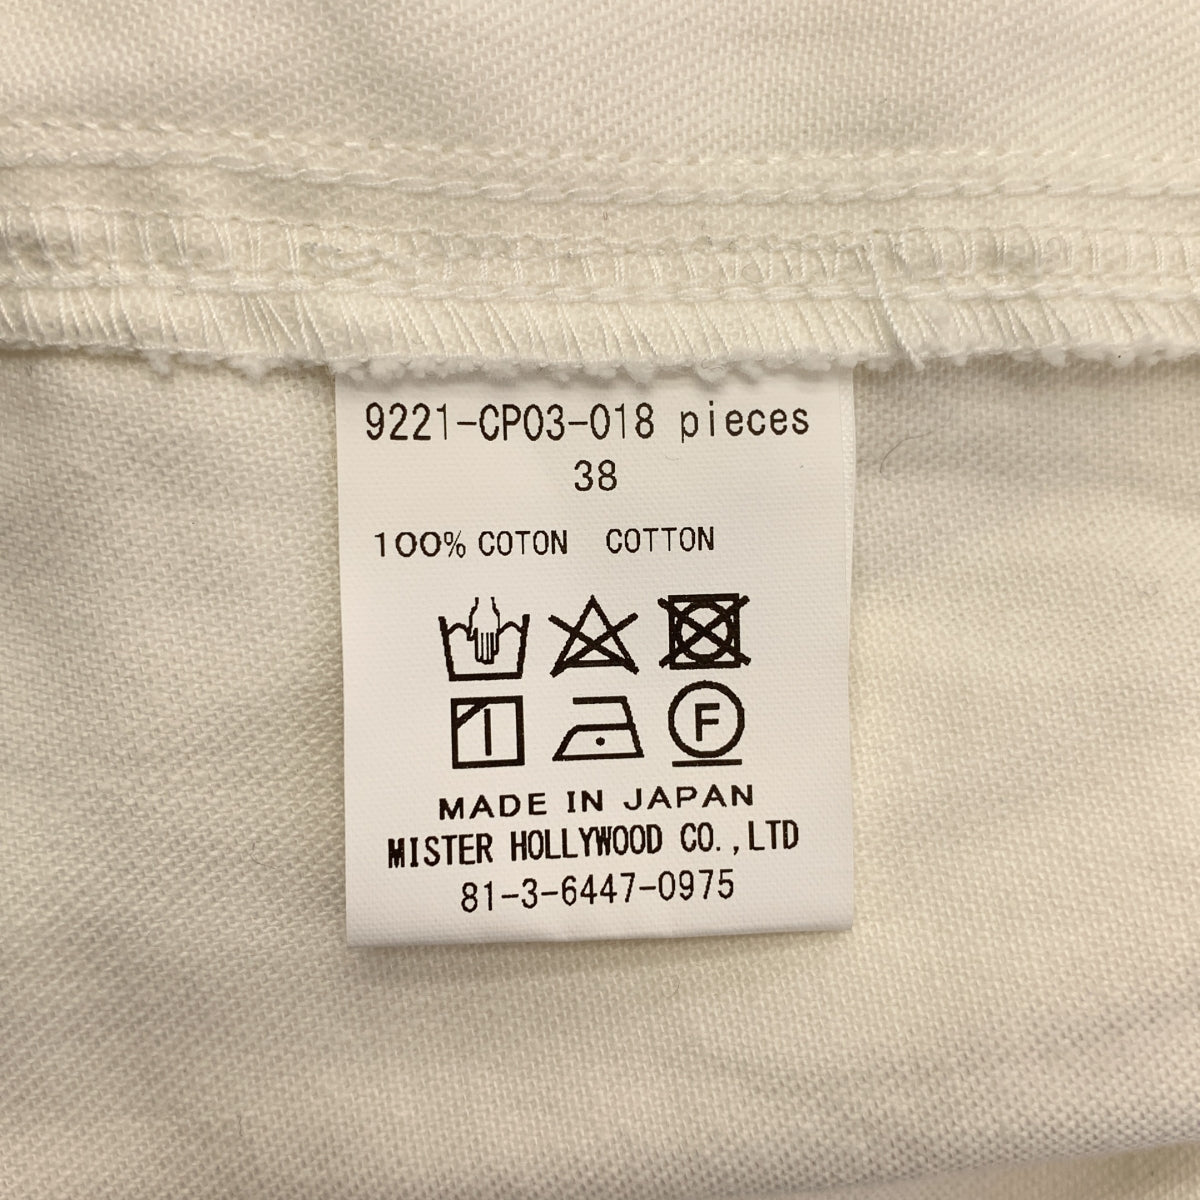 9221-CP03-018 pieces
38
100% COTON COTTON
F
MADE IN JAPAN
MISTER HOLLYWOOD CO.,LTD
81-3-6447-0975